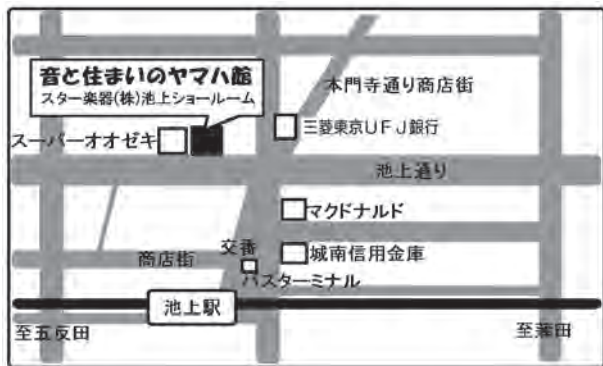 音と住まいのヤマハ館
スター楽器(株)池上ショールーム
本門寺通り商店街
三菱東京UFJ銀行
スーパーオオゼキ
池上通り
マクドナルド
交番
城南信用金庫
商店街
バスターミナル
池上駅
至五反田
至蒲田